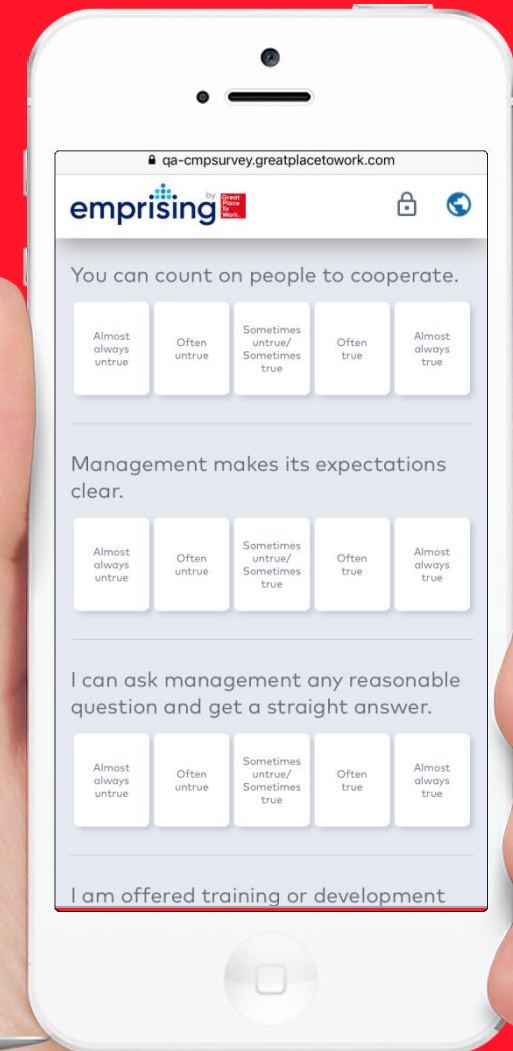 qa-cmpsurvey.greatplacetowork.com
emprising by Great Place To Work.
You can count on people to cooperate.
Almost always untrue
Often untrue
Sometimes untrue/ Sometimes true
Often true
Almost always true
Management makes its expectations
clear.
Almost always untrue
Often untrue
Sometimes untrue/ Sometimes true
Often true
Almost always true
I can ask management any reasonable
question and get a straight answer.
Almost always untrue
Often untrue
Sometimes untrue/ Sometimes true
Often true
Almost always true
I am offered training or development